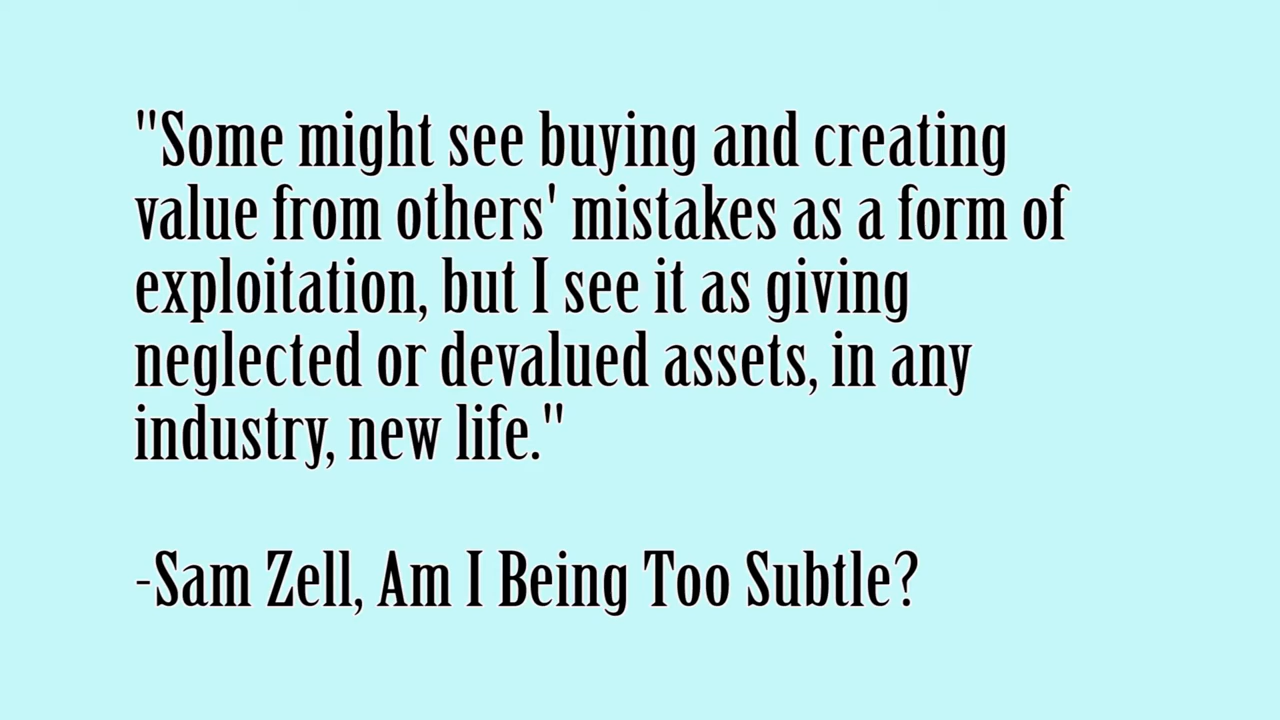 "Some might see buying and creating
value from others' mistakes as a form of
exploitation, but I see it as giving
neglected or devalued assets, in any
industry, new life."
-Sam Zell, Am I Being Too Subtle?